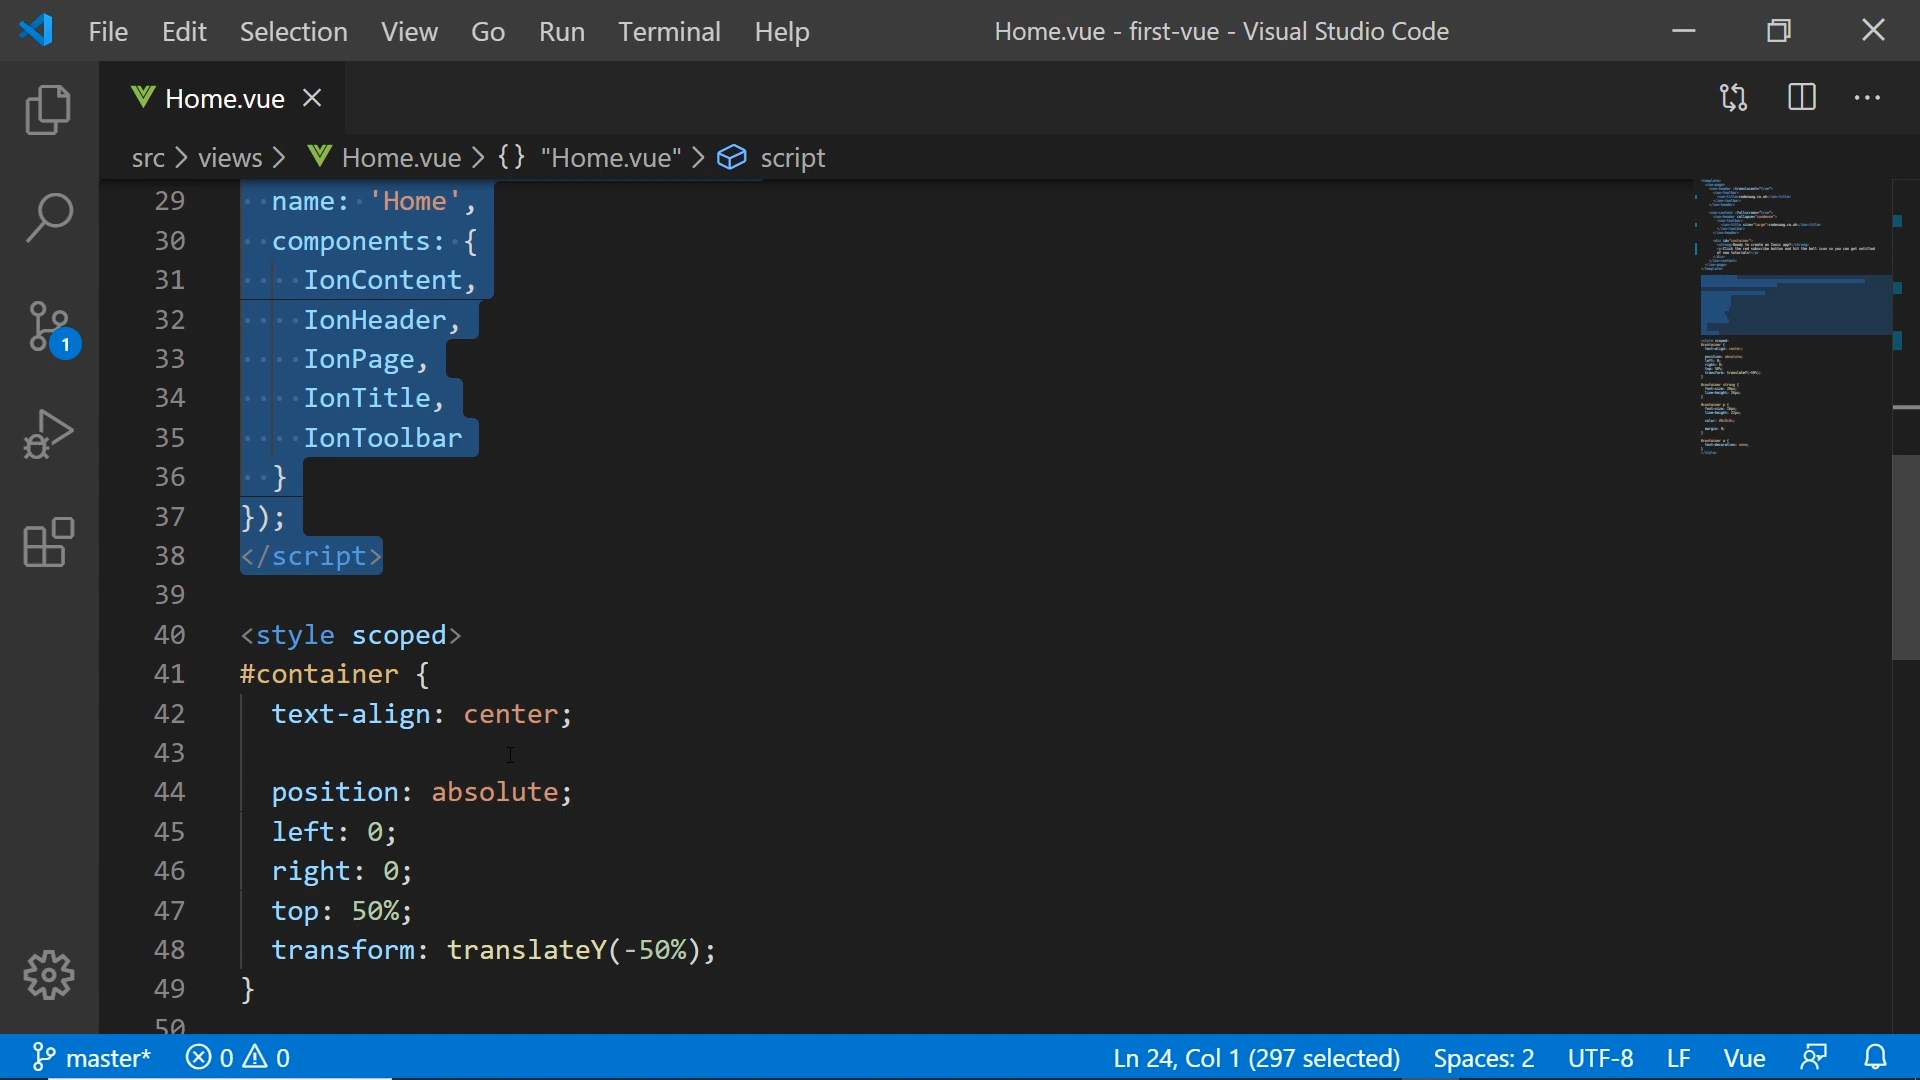 File Edit Selection View Go Run Terminal Help Home.vue - first-vue - Visual Studio Code
Home.vue
src > views > Home.vue > {} "Home.vue" > script
29 name: 'Home',
30 components: {
31 IonContent,
32 IonHeader,
33 IonPage,
34 IonTitle,
35 IonToolbar
36 }
37 });
38 </script>
39
40 <style scoped>
41 #container {
42 text-align: center;
43
44 position: absolute;
45 left: 0;
46 right: 0;
47 top: 50%;
48 transform: translateY(-50%);
49 }
50
1
master* 0 0 Ln 24, Col 1 (297 selected) Spaces: 2 UTF-8 LF Vue